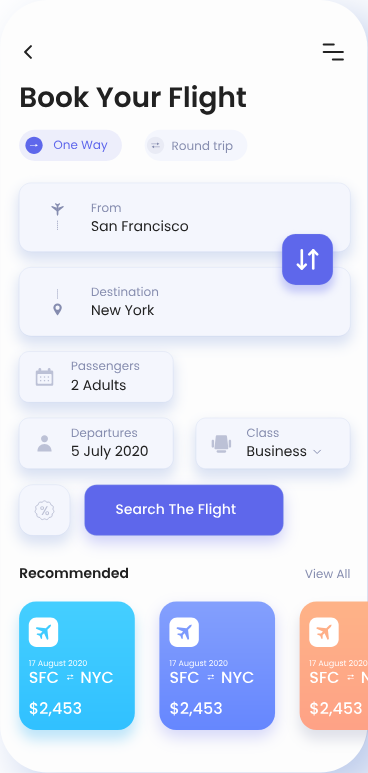 Book Your Flight
One Way
Round trip
From
San Francisco
Destination
New York
Passengers
2 Adults
Departures
5 July 2020
Class
Business
%
Search The Flight
Recommended
View All
17 August 2020
SFC NYC
$2,453
17 August 2020
SFC NYC
$2,453
17 August 2020
SFC N
$2,453